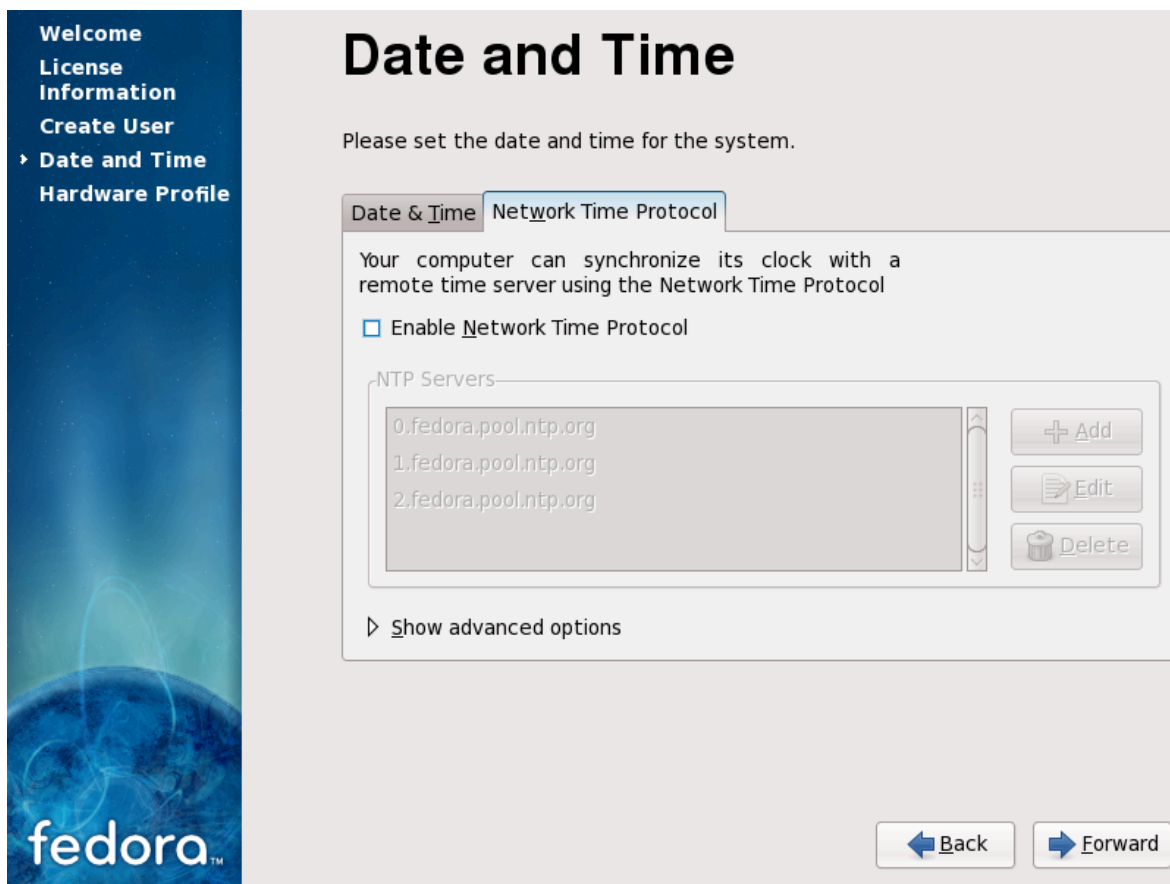 Welcome
License
Information
Create User
Date and Time
Hardware Profile
fedora™
Date and Time
Please set the date and time for the system.
Date & Time
Network Time Protocol
Your computer can synchronize its clock with a
remote time server using the Network Time Protocol
Enable Network Time Protocol
NTP Servers
0.fedora.pool.ntp.org
1.fedora.pool.ntp.org
2.fedora.pool.ntp.org
Add
Edit
Delete
Show advanced options
Back
Forward